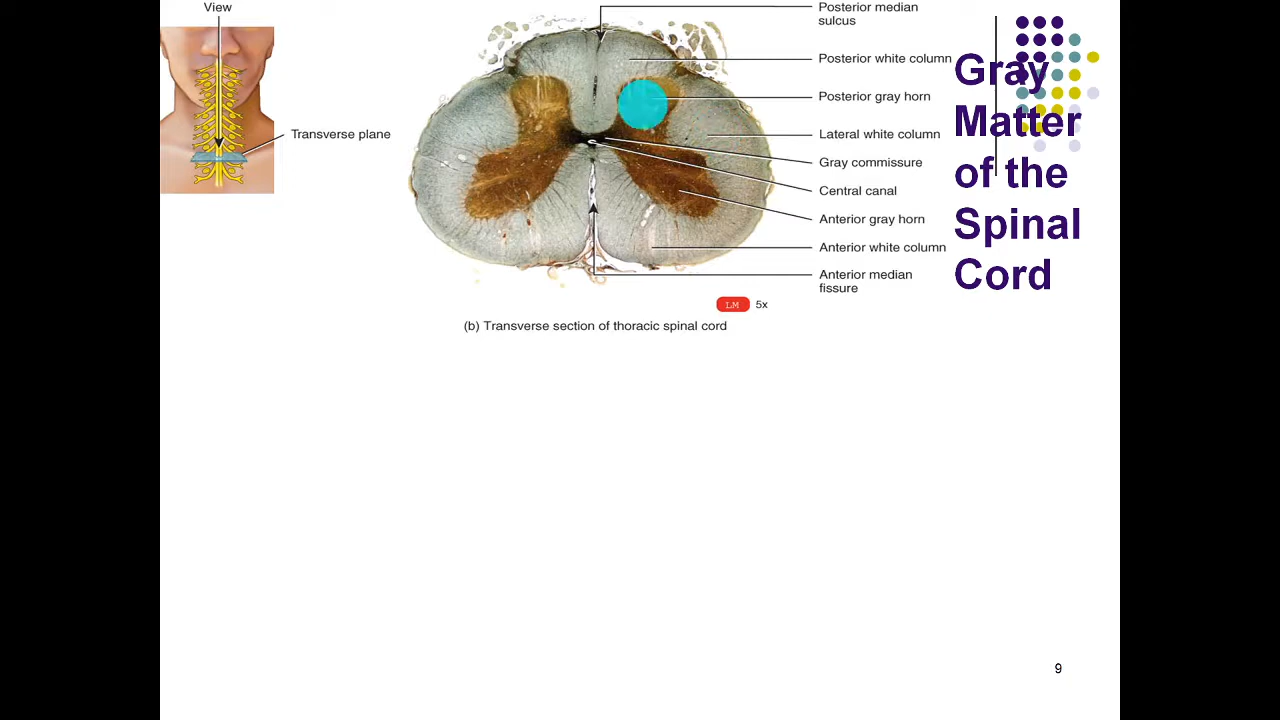 View
Transverse plane
Posterior median
sulcus
Posterior white column
Posterior gray horn
Lateral white column
Gray commissure
Central canal
Anterior gray horn
Anterior white column
Anterior median
fissure
LM 5x
(b) Transverse section of thoracic spinal cord
Gray
Matter
of the
Spinal
Cord
9